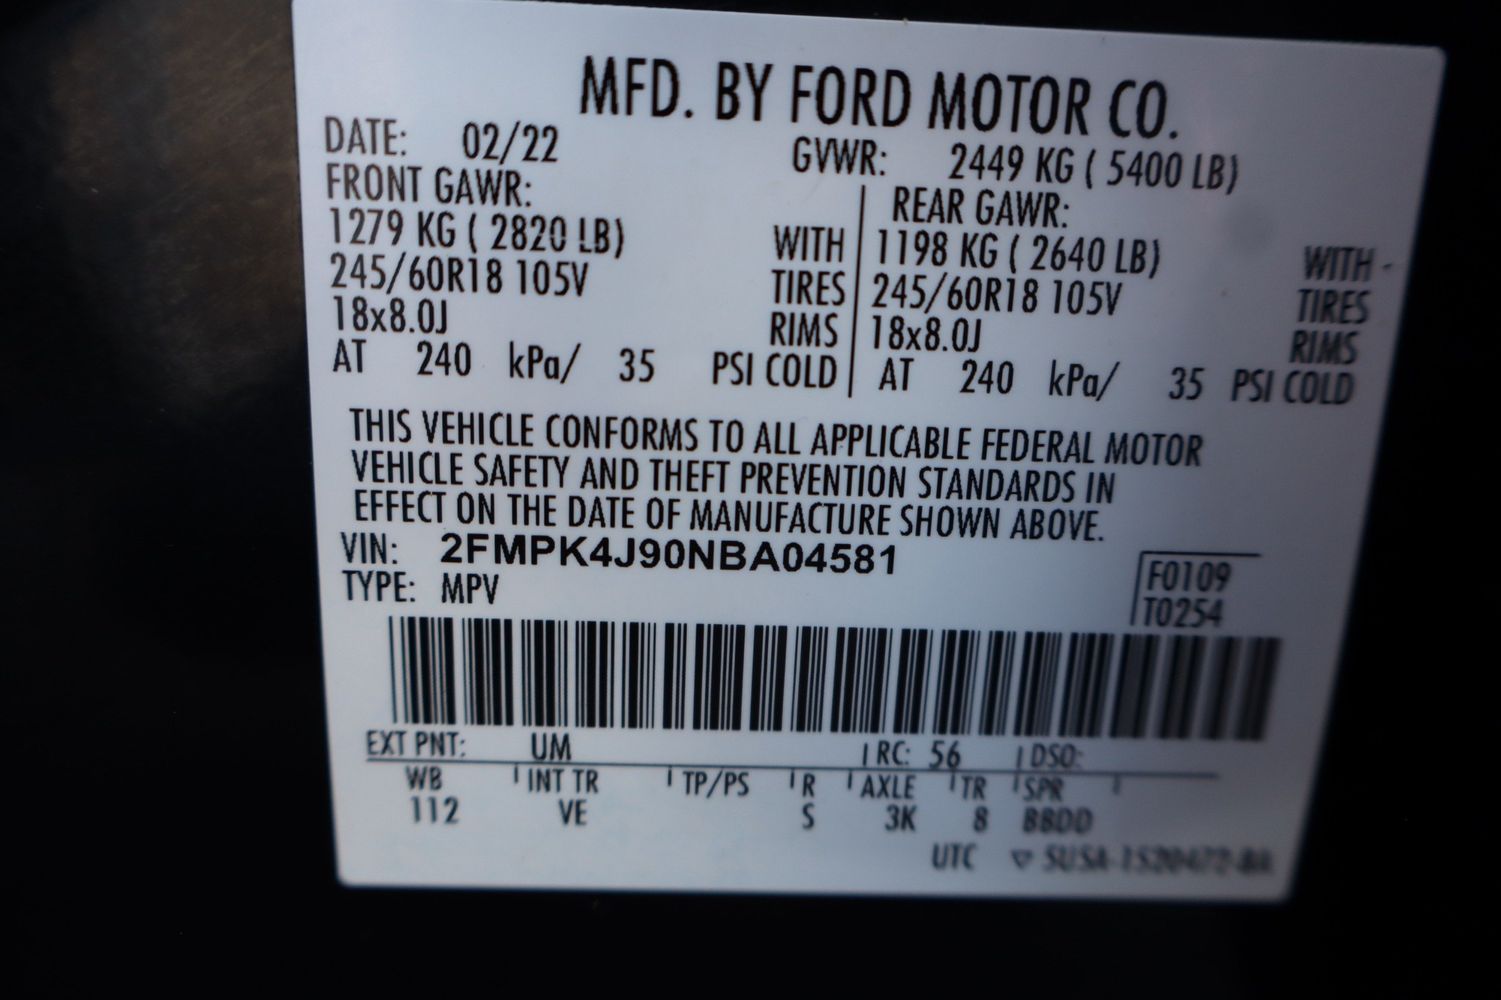 MFD. BY FORD MOTOR CO.
DATE: 02/22 GVWR: 2449 KG ( 5400 LB)
FRONT GAWR: REAR GAWR:
1279 KG ( 2820 LB) WITH 1198 KG ( 2640 LB) WITH
245/60R18 105V TIRES 245/60R18 105V TIRES
18x8.0J RIMS 18x8.0J RIMS
AT 240 kPa/ 35 PSI COLD AT 240 kPa/ 35 PSI COLD
THIS VEHICLE CONFORMS TO ALL APPLICABLE FEDERAL MOTOR
VEHICLE SAFETY AND THEFT PREVENTION STANDARDS IN
EFFECT ON THE DATE OF MANUFACTURE SHOWN ABOVE.
VIN: 2FMPK4J90NBA04581
TYPE: MPV
F0109
T0254
EXT PNT: UM RC: 56 DSO:
WB INT TR TP/PS R AXLE TR SPR
112 VE S 3K 8 BBDD
UTC